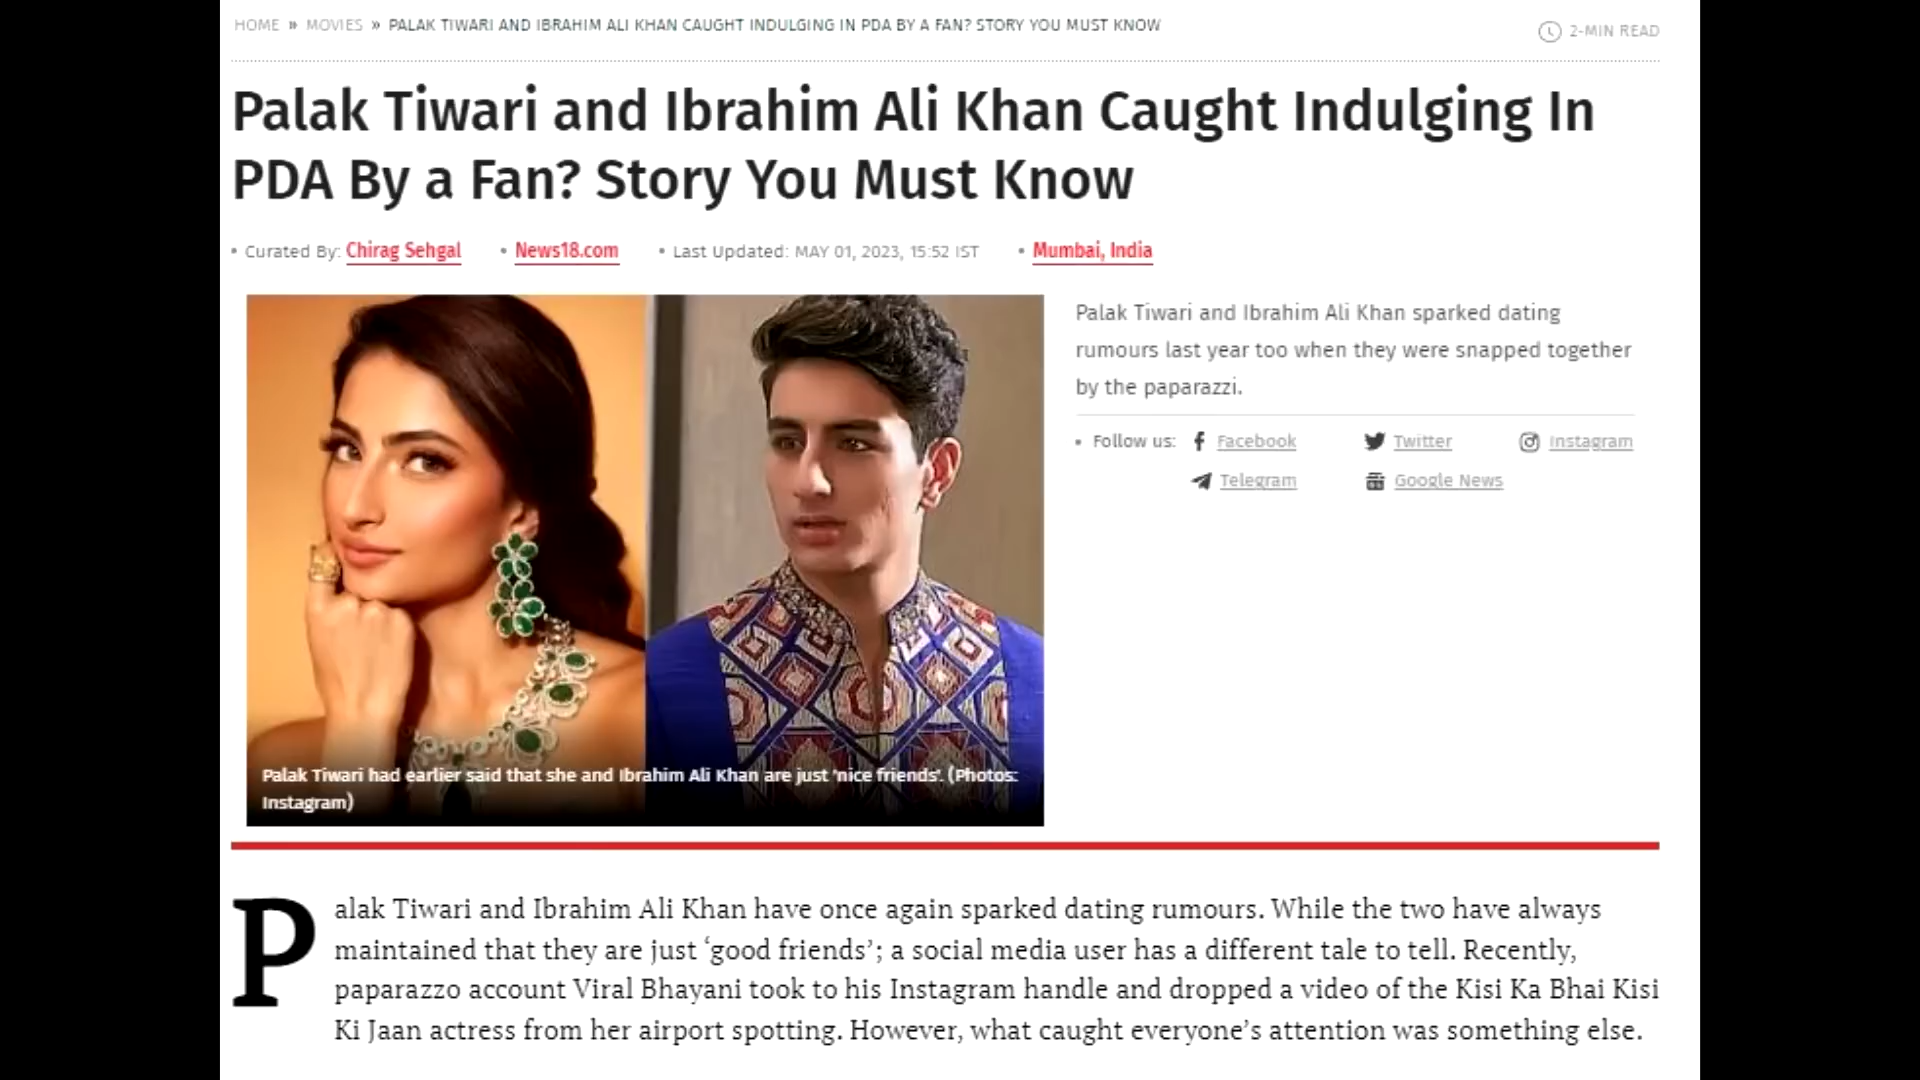 HOME » MOVIES » PALAK TIWARI AND IBRAHIM ALI KHAN CAUGHT INDULGING IN PDA BY A FAN? STORY YOU MUST KNOW
2-MIN READ
Palak Tiwari and Ibrahim Ali Khan Caught Indulging In
PDA By a Fan? Story You Must Know
• Curated By: Chirag Sehgal • News18.com • Last Updated: MAY 01, 2023, 15:52 IST • Mumbai, India
Palak Tiwari and Ibrahim Ali Khan sparked dating
rumours last year too when they were snapped together
by the paparazzi.
• Follow us: Facebook Twitter Instagram
Telegram Google News
Palak Tiwari had earlier said that she and Ibrahim Ali Khan are just 'nice friends'. (Photos:
Instagram)
Palak Tiwari and Ibrahim Ali Khan have once again sparked dating rumours. While the two have always
maintained that they are just ‘good friends’; a social media user has a different tale to tell. Recently,
paparazzo account Viral Bhayani took to his Instagram handle and dropped a video of the Kisi Ka Bhai Kisi
Ki Jaan actress from her airport spotting. However, what caught everyone’s attention was something else.